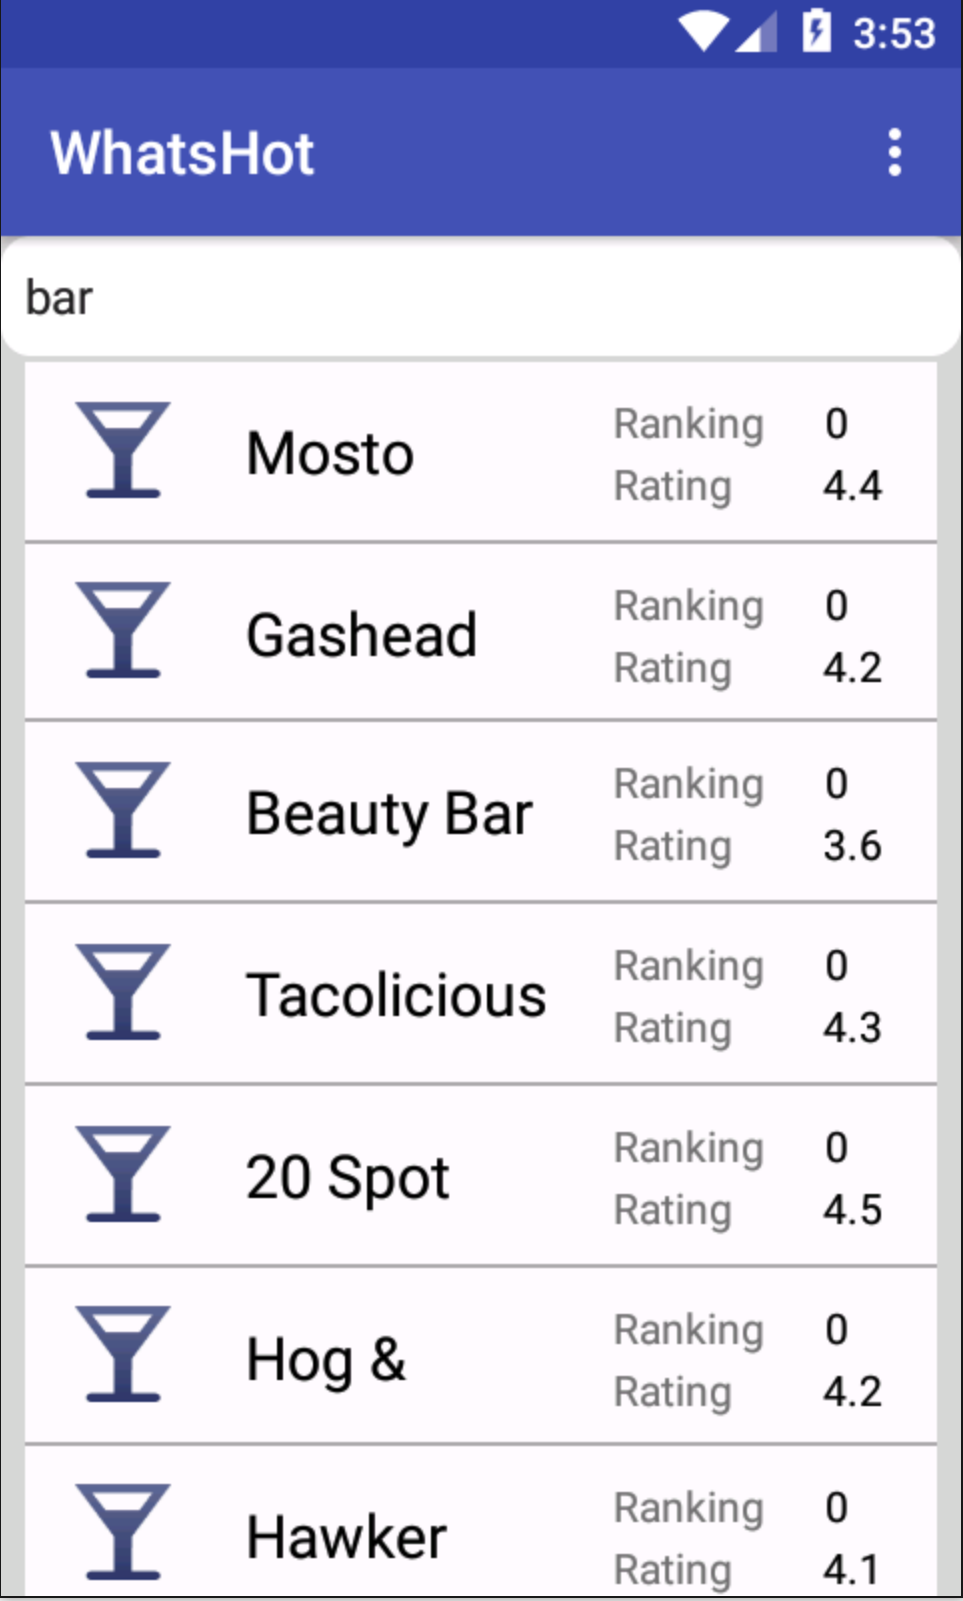 3:53
WhatsHot
bar
Mosto
Ranking 0
Rating 4.4
Gashead
Ranking 0
Rating 4.2
Beauty Bar
Ranking 0
Rating 3.6
Tacolicious
Ranking 0
Rating 4.3
20 Spot
Ranking 0
Rating 4.5
Hog &
Ranking 0
Rating 4.2
Hawker
Ranking 0
Rating 4.1